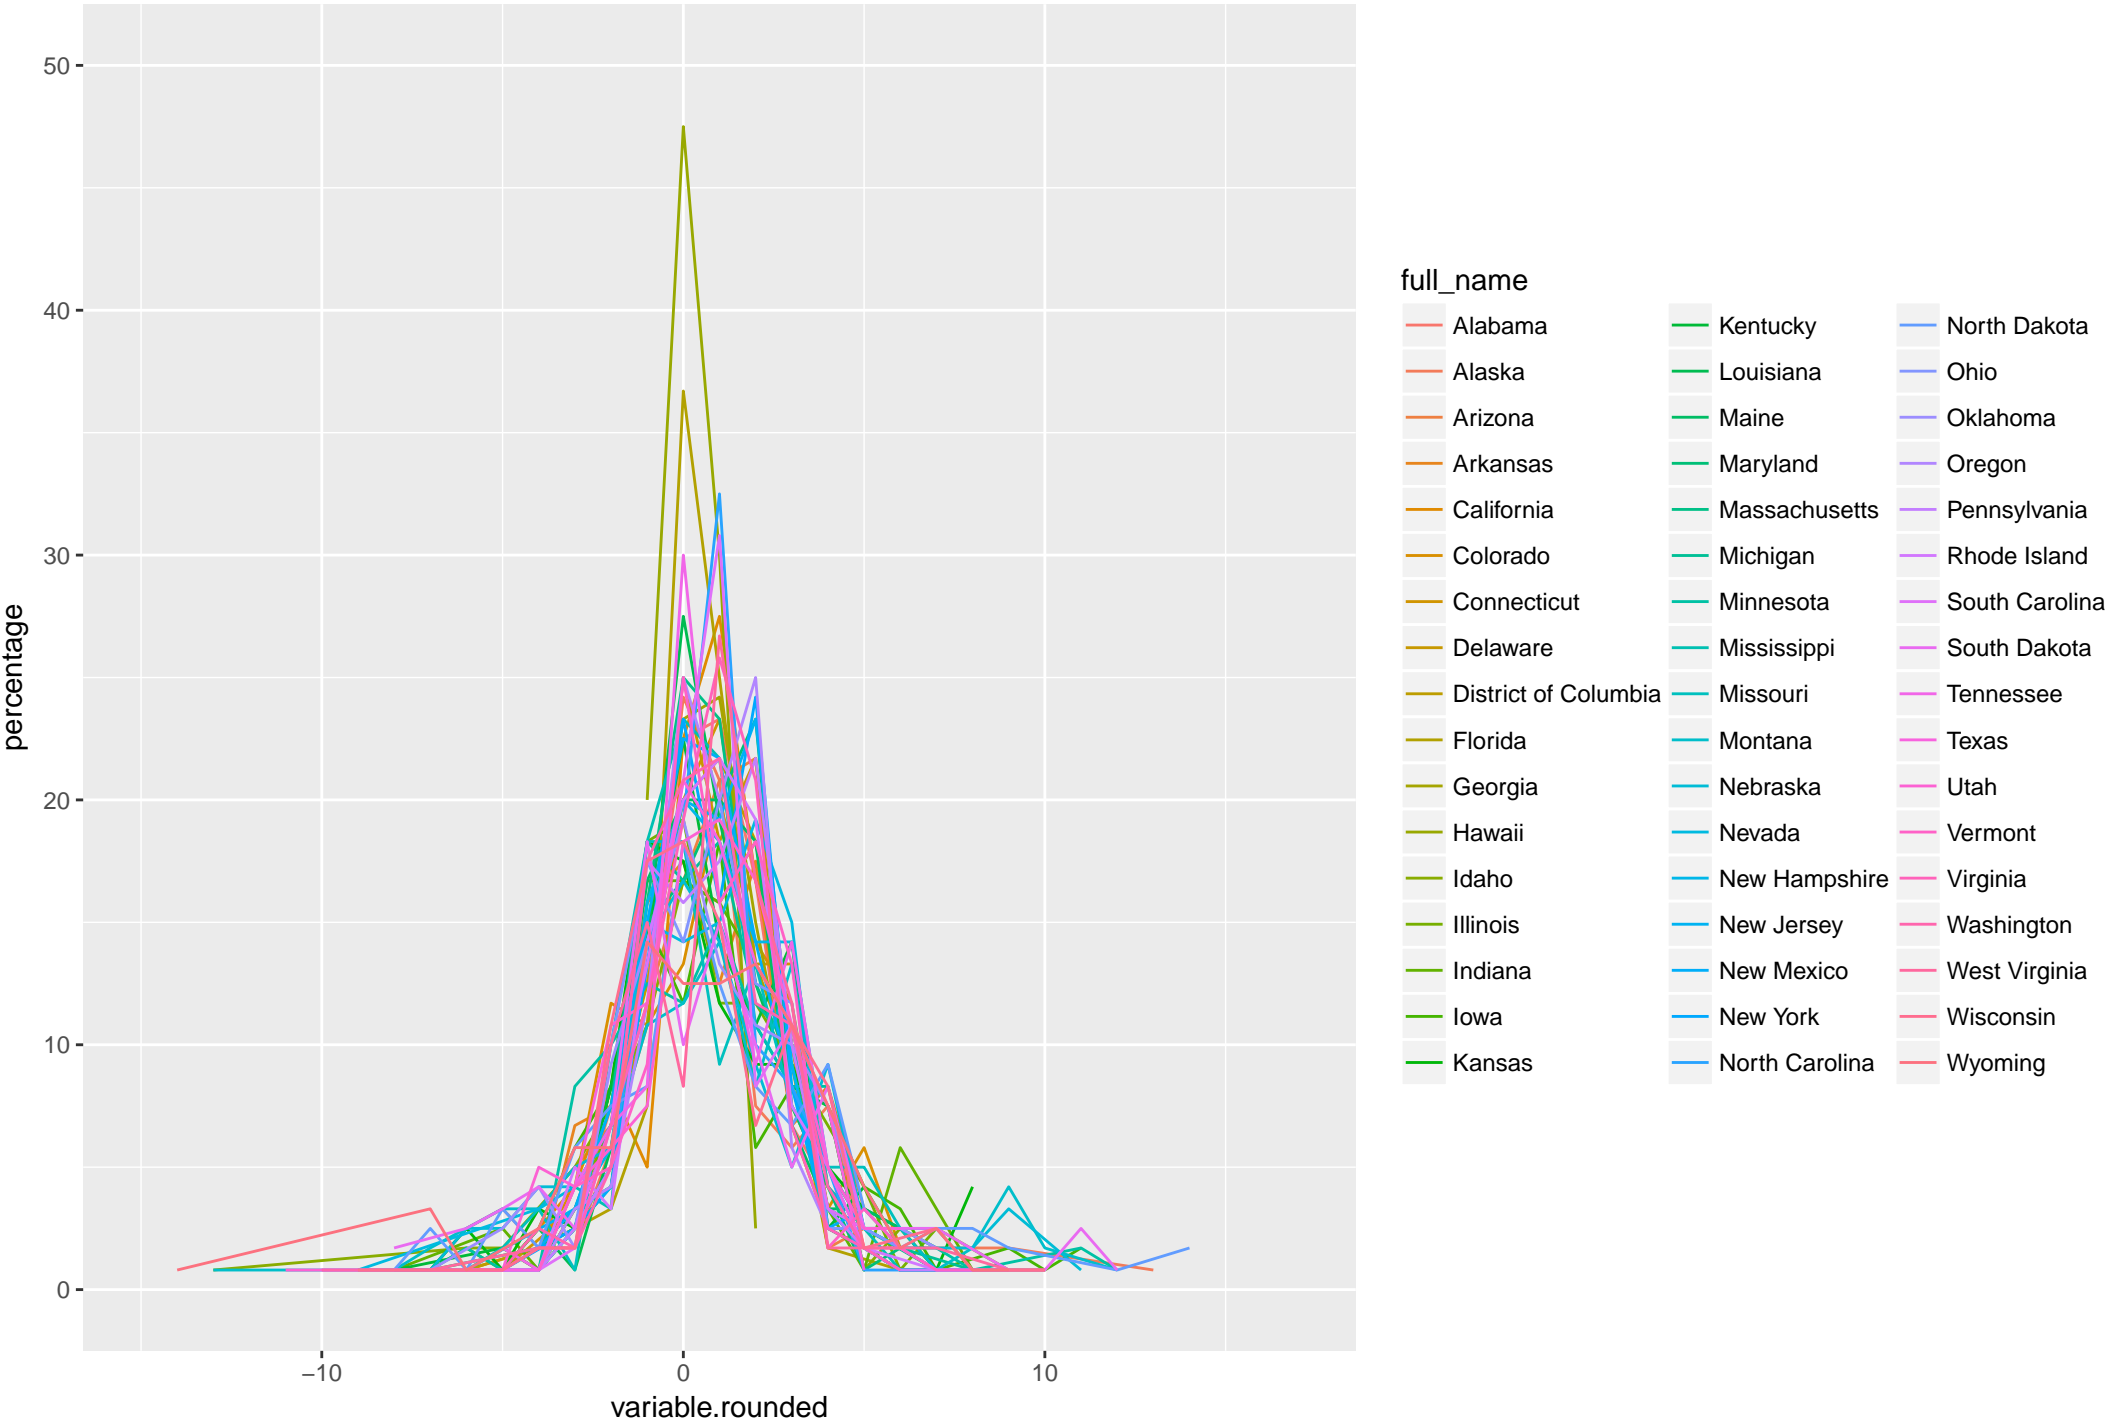 50
40
30
20
10
0
percentage
−10
0
10
variable.rounded
full_name
Alabama
Alaska
Arizona
Arkansas
California
Colorado
Connecticut
Delaware
District of Columbia
Florida
Georgia
Hawaii
Idaho
Illinois
Indiana
Iowa
Kansas
Kentucky
Louisiana
Maine
Maryland
Massachusetts
Michigan
Minnesota
Mississippi
Missouri
Montana
Nebraska
Nevada
New Hampshire
New Jersey
New Mexico
New York
North Carolina
North Dakota
Ohio
Oklahoma
Oregon
Pennsylvania
Rhode Island
South Carolina
South Dakota
Tennessee
Texas
Utah
Vermont
Virginia
Washington
West Virginia
Wisconsin
Wyoming